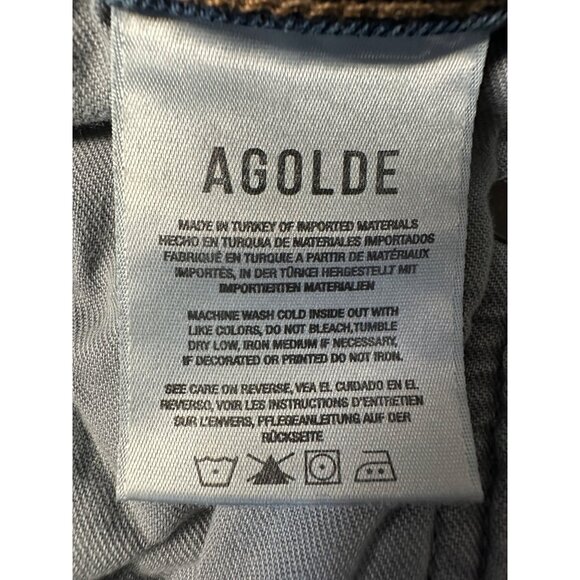 AGOLDE
MADE IN TURKEY OF IMPORTED MATERIALS
HECHO EN TURQUIA DE MATERIALES IMPORTADOS
FABRIQUÉ EN TURQUIE A PARTIR DE MATÉRIAUX
IMPORTÉS, IN DER TÜRKEI HERGESTELLT MIT
IMPORTIERTEN MATERIALIEN
MACHINE WASH COLD INSIDE OUT WITH
LIKE COLORS, DO NOT BLEACH,TUMBLE
DRY LOW, IRON MEDIUM IF NECESSARY,
IF DECORATED OR PRINTED DO NOT IRON.
SEE CARE ON REVERSE, VEA EL CUIDADO EN EL
REVERSO, VOIR LES INSTRUCTIONS D'ENTRETIEN
SUR L'ENVERS, PFLEGEANLEITUNG AUF DER
RÜCKSEITE